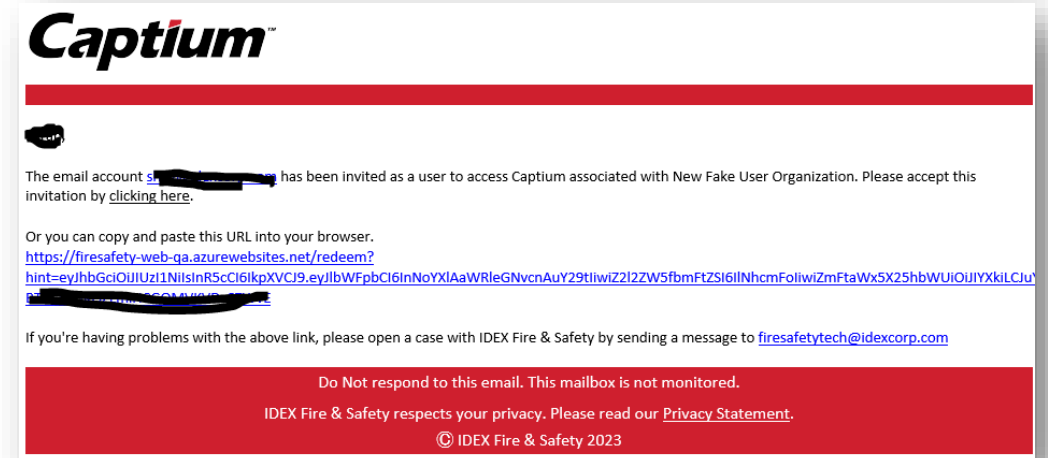 Captium™
The email account has been invited as a user to access Captium associated with New Fake User Organization. Please accept this
invitation by clicking here.
Or you can copy and paste this URL into your browser.
https://firesafety-web-qa.azurewebsites.net/redeem?
hint=eyJhbGciOiJIUzI1NiIsInR5cCI6IkpXVCJ9.eyJlbWFpbCI6InNoYXlAaWRleGNvcnAuY29tIiwiZ2l2ZW5fbmFtZSI6IlNhcmFoIiwiZmFtaWx5X25hbWUiOiJIYXkiLCJuY
If you're having problems with the above link, please open a case with IDEX Fire & Safety by sending a message to firesafetytech@idexcorp.com
Do Not respond to this email. This mailbox is not monitored.
IDEX Fire & Safety respects your privacy. Please read our Privacy Statement.
© IDEX Fire & Safety 2023